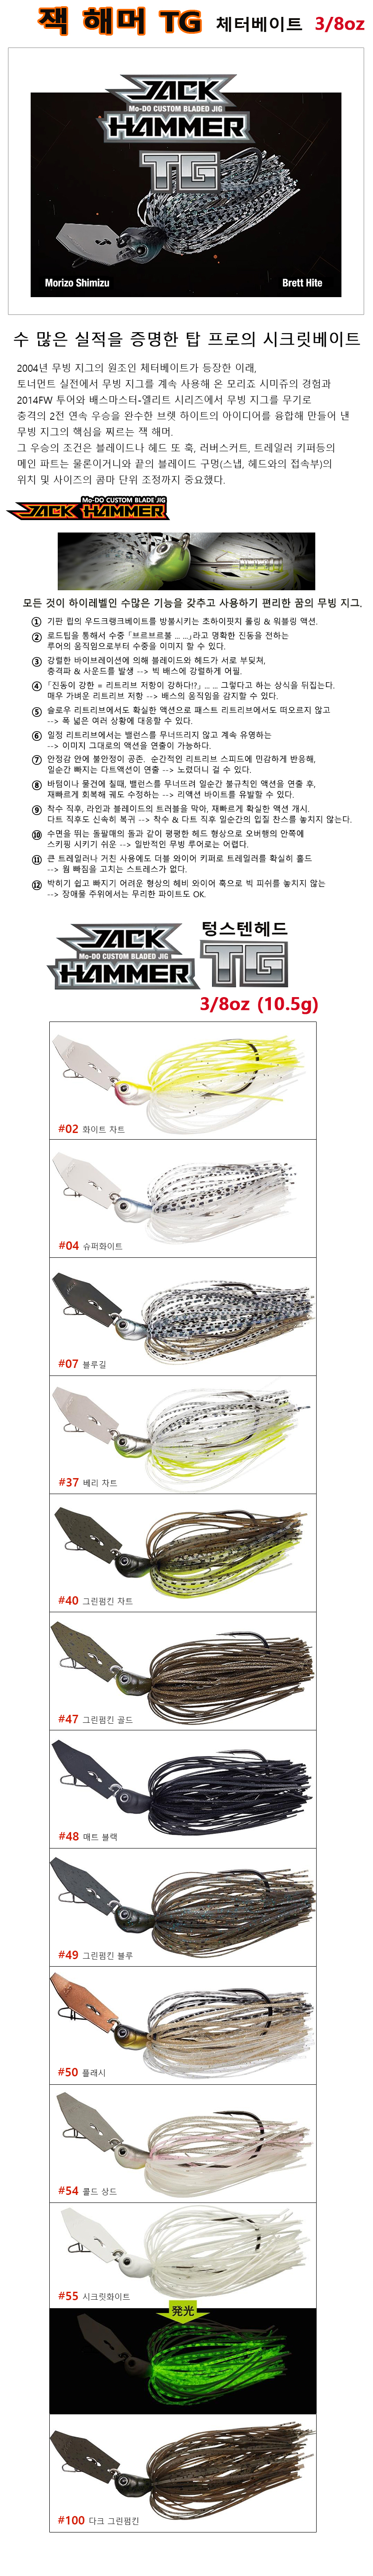 잭 해머 TG 체터베이트 3/8oz
JACK
Mo-DO CUSTOM BLADED JIG
HAMMER
TG
Morizo Shimizu
Brett Hite
수 많은 실적을 증명한 탑 프로의 시크릿베이트
2004년 무빙 지그의 원조인 체터베이트가 등장한 이래,
토너먼트 실전에서 무빙 지그를 계속 사용해 온 모리죠 시미쥬의 경험과
2014FW 투어와 배스마스터-엘리트 시리즈에서 무빙 지그를 무기로
충격의 2전 연속 우승을 완수한 브렛 하이트의 아이디어를 융합해 만들어 낸
무빙 지그의 핵심을 찌르는 잭 해머.
그 우승의 조건은 블레이드나 헤드 또 훅, 러버스커트, 트레일러 키퍼등의
메인 파트는 물론이거니와 끝의 블레이드 구멍(스냅, 헤드와의 접속부)의
위치 및 사이즈의 콤마 단위 조정까지 중요했다.
Mo-DO CUSTOM BLADE JIG
JACK HAMMER
모든 것이 하이레벨인 수많은 기능을 갖추고 사용하기 편리한 꿈의 무빙 지그.
① 기판 립의 우드크랭크베이트를 방불시키는 초하이핏치 롤링 & 워블링 액션.
② 로드팁을 통해서 수중 「브르브르불 ... ...」라고 명확한 진동을 전하는
루어의 움직임으로부터 수중을 이미지 할 수 있다.
③ 강렬한 바이브레이션에 의해 블레이드와 헤드가 서로 부딪쳐,
충격파 & 사운드를 발생 --> 빅 베스에 강렬하게 어필.
④ 「진동이 강한 = 리트리브 저항이 강하다!?」 ... ... 그렇다고 하는 상식을 뒤집는다.
매우 가벼운 리트리브 저항 --> 배스의 움직임을 감지할 수 있다.
⑤ 슬로우 리트리브에서도 확실한 액션으로 패스트 리트리브에서도 떠오르지 않고
--> 폭 넓은 여러 상황에 대응할 수 있다.
⑥ 일정 리트리브에서는 밸런스를 무너뜨리지 않고 계속 유영하는
--> 이미지 그대로의 액션을 연출이 가능하다.
⑦ 안정감 안에 불안정이 공존. 순간적인 리트리브 스피드에 민감하게 반응해,
일순간 빠지는 다트액션이 연출 --> 노렸더니 걸 수 있다.
⑧ 바텀이나 물건에 칠때, 밸런스를 무너뜨려 일순간 불규칙인 액션을 연출 후,
재빠르게 회복해 궤도 수정하는 --> 리액션 바이트를 유발할 수 있다.
⑨ 착수 직후, 라인과 블레이드의 트러블을 막아, 재빠르게 확실한 액션 개시.
다트 직후도 신속히 복귀 --> 착수 & 다트 직후 일순간의 입질 찬스를 놓치지 않는다.
⑩ 수면을 뛰는 돌팔매의 돌과 같이 평평한 헤드 형상으로 오버행의 안쪽에
스키핑 시키기 쉬운 --> 일반적인 무빙 루어로는 어렵다.
⑪ 큰 트레일러나 거친 사용에도 더블 와이어 키퍼로 트레일러를 확실히 홀드
--> 웜 빠짐을 고치는 스트레스가 없다.
⑫ 박히기 쉽고 빠지기 어려운 형상의 해비 와이어 훅으로 빅 피쉬를 놓치지 않는
--> 장애물 주위에서는 무리한 파이트도 OK.
JACK
Mo-DO CUSTOM BLADED JIG
HAMMER
텅스텐헤드
TG
3/8oz (10.5g)
#02 화이트 차트
#04 슈퍼화이트
#07 블루길
#37 베리 차트
#40 그린펌킨 차트
#47 그린펌킨 골드
#48 매트 블랙
#49 그린펌킨 블루
#50 플래시
#54 콜드 샹드
#55 시크릿화이트
発光
#100 다크 그린펌킨